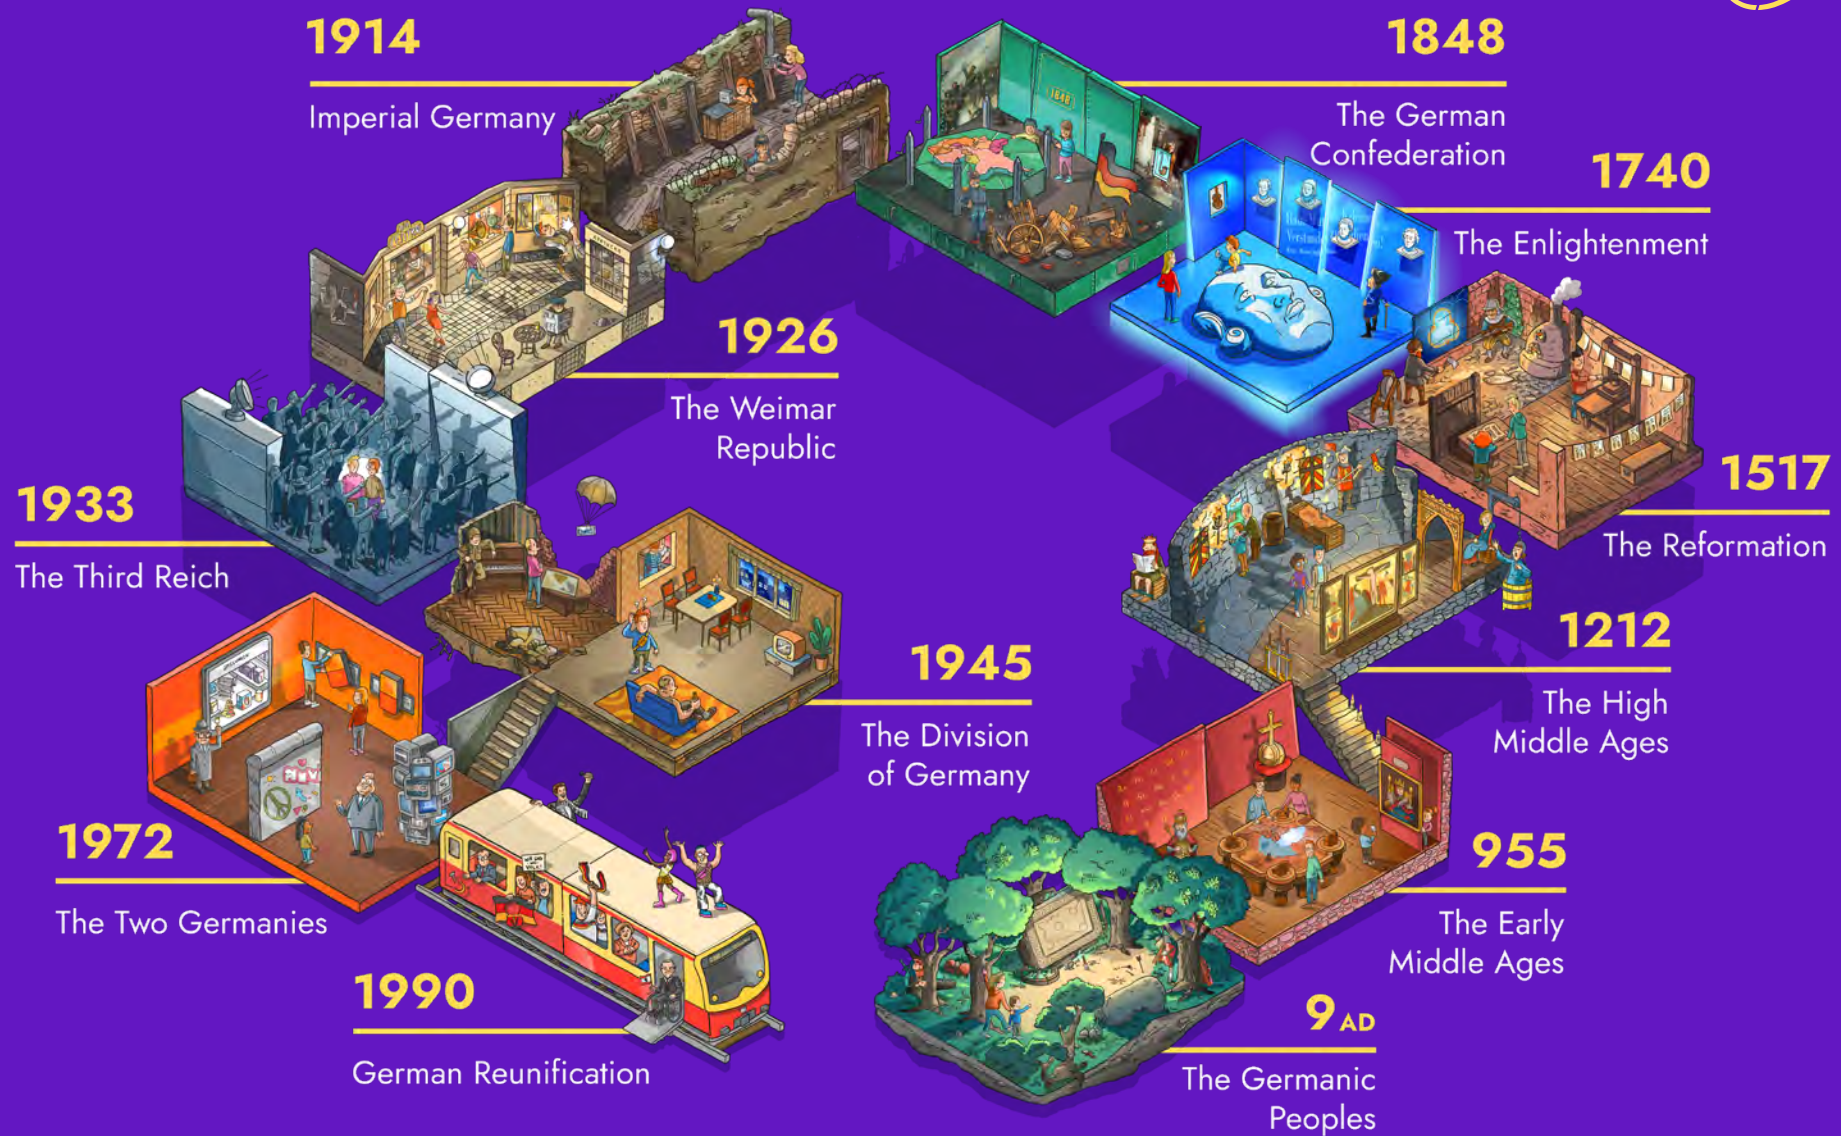 1914
Imperial Germany
1848
The German
Confederation
1848
1740
The Enlightenment
1926
The Weimar
Republic
1933
The Third Reich
1517
The Reformation
1212
The High
Middle Ages
1945
The Division
of Germany
1972
The Two Germanies
955
The Early
Middle Ages
1990
German Reunification
9 AD
The Germanic
Peoples